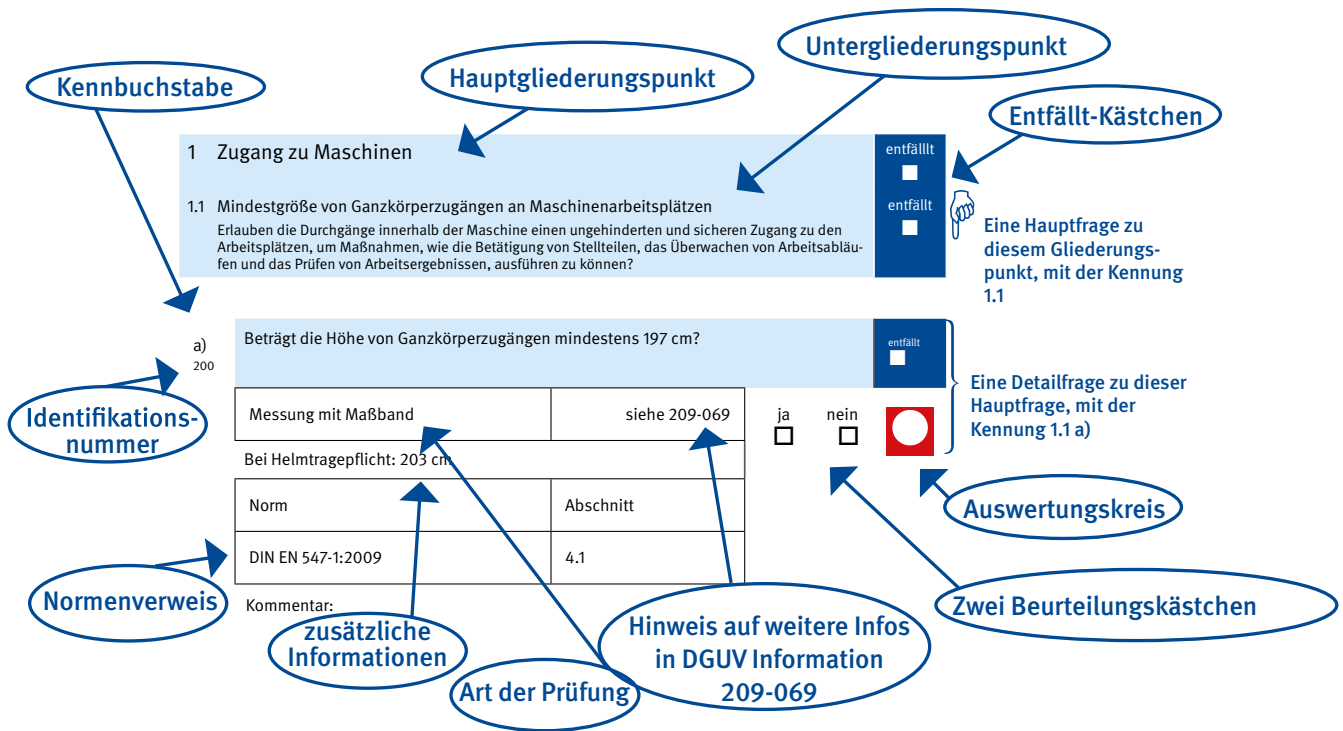 Untergliederungspunkt
Hauptgliederungspunkt
Kennbuchstabe
Entfällt-Kästchen
1 Zugang zu Maschinen
entfälllt
1.1 Mindestgröße von Ganzkörperzugängen an Maschinenarbeitsplätzen
entfällt
Erlauben die Durchgänge innerhalb der Maschine einen ungehinderten und sicheren Zugang zu den
Arbeitsplätzen, um Maßnahmen, wie die Betätigung von Stellteilen, das Überwachen von Arbeitsabläu-
fen und das Prüfen von Arbeitsergebnissen, ausführen zu können?
Eine Hauptfrage zu
diesem Gliederungs-
punkt, mit der Kennung
1.1
a)
200
Beträgt die Höhe von Ganzkörperzugängen mindestens 197 cm?
entfällt
Identifikations-
nummer
Messung mit Maßband
siehe 209-069
ja nein
Eine Detailfrage zu dieser
Hauptfrage, mit der
Kennung 1.1 a)
Bei Helmtragepflicht: 203 cm
Norm
Abschnitt
Auswertungskreis
DIN EN 547-1:2009
4.1
Normenverweis
Kommentar:
Zwei Beurteilungskästchen
zusätzliche
Informationen
Hinweis auf weitere Infos
in DGUV Information
209-069
Art der Prüfung